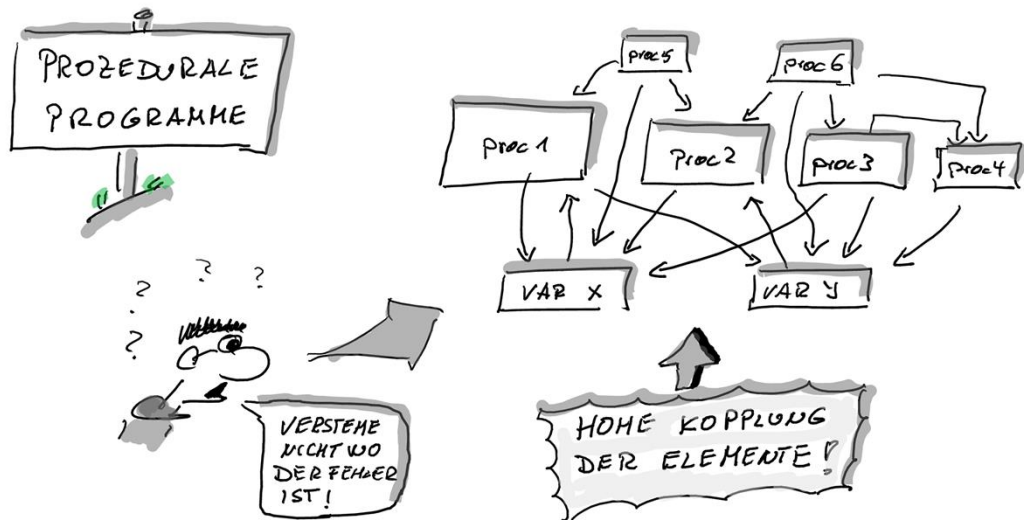 PROZEDURALE
PROGRAMME
proc5
proc6
proc1
proc2
proc3
proc4
VAR X
VAR Y
? ? ?
?
?
VERSTEHE
NICHT WO
DER FEHLER
IST!
HOHE KOPPLUNG
DER ELEMENTE!